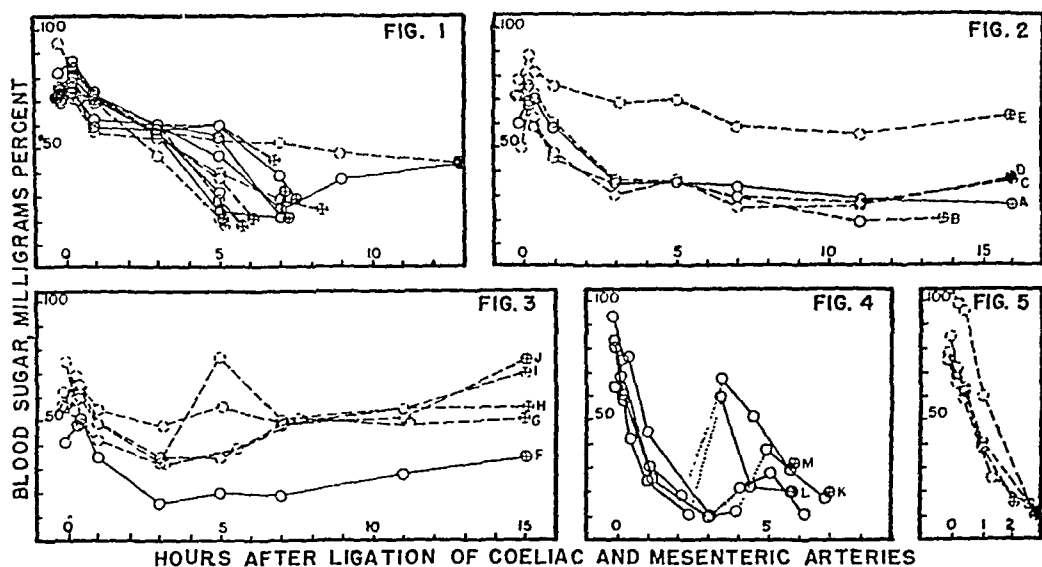 BLOOD SUGAR, MILLIGRAMS PERCENT
FIG. 1
100
50
0 5 10
FIG. 2
100
50
E
D
C
A
B
0 5 10 15
FIG. 3
100
50
J
I
H
G
F
0 5 15
FIG. 4
100
50
M
L
K
0 5
FIG. 5
100
50
0 1 2
HOURS AFTER LIGATION OF COELIAC AND MESENTERIC ARTERIES